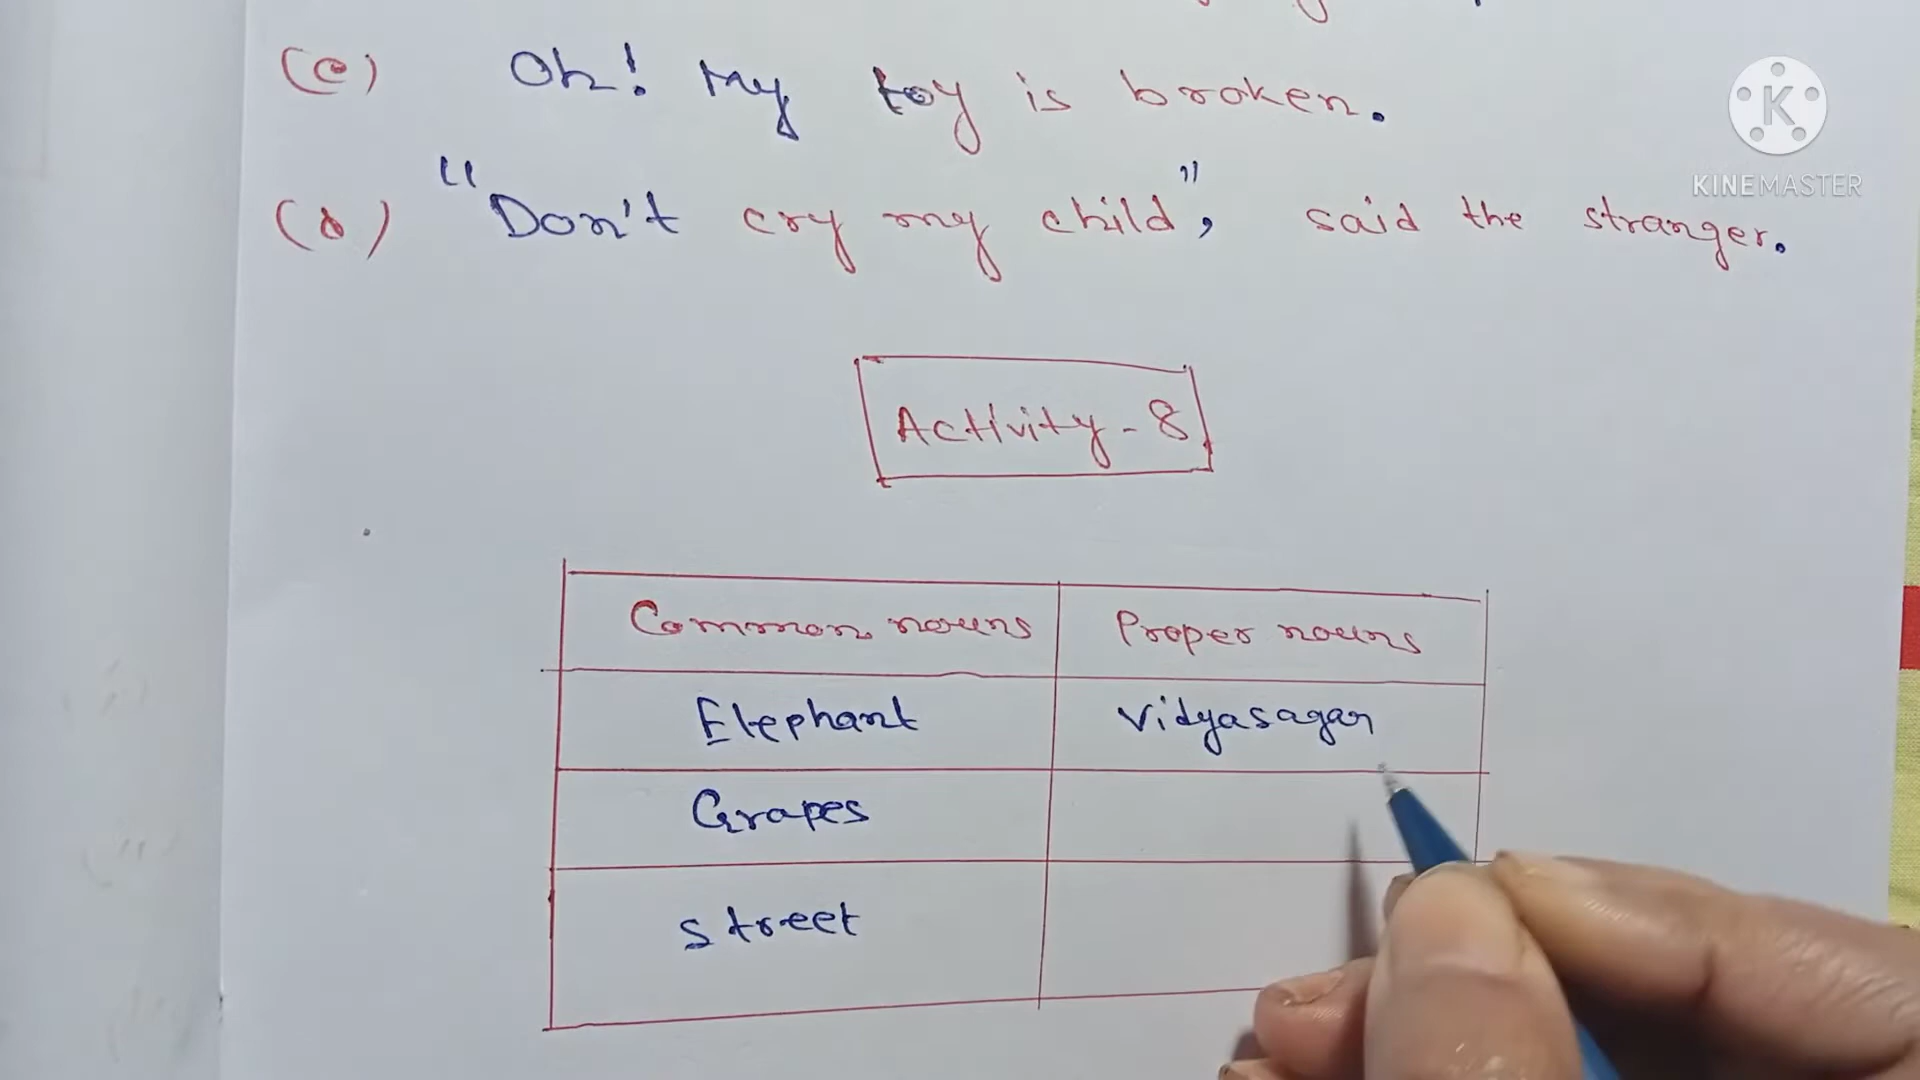 (c) Oh! My toy is broken.
K
KINEMASTER
(d) "Don't cry my child", said the stranger.
Activity - 8
Common nouns Proper nouns
Elephant Vidyasagar
Grapes
street